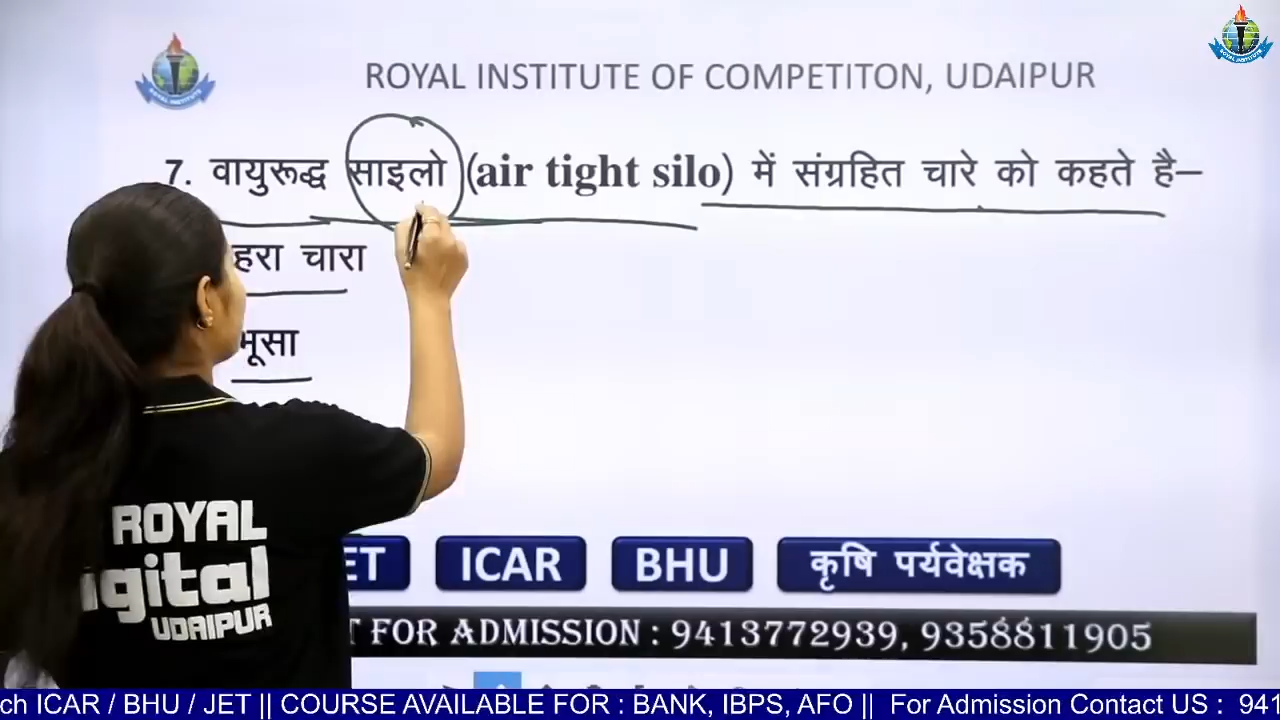 ROYAL INSTITUTE OF COMPETITON, UDAIPUR
7. वायुरूद्ध साइलो (air tight silo) में संग्रहित चारे को कहते है–
हरा चारा
भूसा
ROYAL
igital
UDAIPUR
ET ICAR BHU कृषि पर्यवेक्षक
T FOR ADMISSION : 9413772939, 9358811905
ch ICAR / BHU / JET || COURSE AVAILABLE FOR : BANK, IBPS, AFO || For Admission Contact US : 941